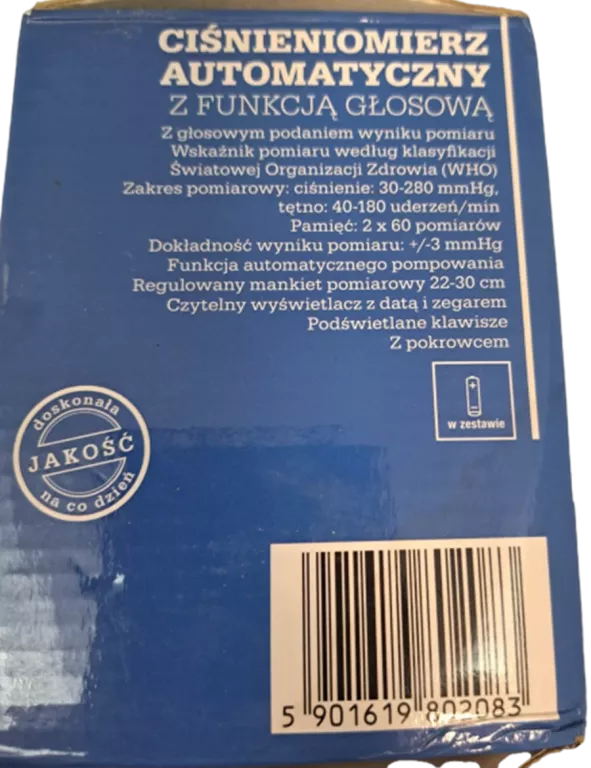 CIŚNIENIOMIERZ
AUTOMATYCZNY
Z FUNKCJĄ GŁOSOWĄ
Z głosowym podaniem wyniku pomiaru
Wskaźnik pomiaru według klasyfikacji
Światowej Organizacji Zdrowia (WHO)
Zakres pomiarowy: ciśnienie: 30-280 mmHg,
tętno: 40-180 uderzeń/min
Pamięć: 2 x 60 pomiarów
Dokładność wyniku pomiaru: +/-3 mmHg
Funkcja automatycznego pompowania
Regulowany mankiet pomiarowy 22-30 cm
Czytelny wyświetlacz z datą i zegarem
Podświetlane klawisze
Z pokrowcem
w zestawie
doskonała
JAKOŚĆ
na co dzień
5 901619 802083